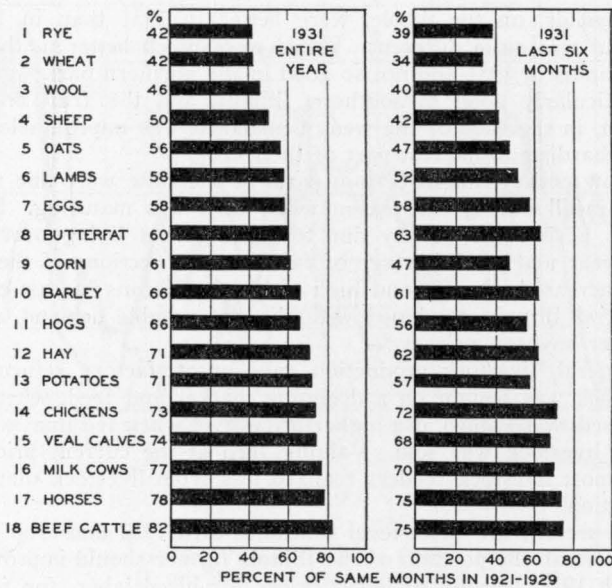 % %
1 RYE 42 1931 39 1931
ENTIRE LAST SIX
2 WHEAT 42 YEAR 34 MONTHS
3 WOOL 46 40
4 SHEEP 50 42
5 OATS 56 47
6 LAMBS 58 52
7 EGGS 58 58
8 BUTTERFAT 60 63
9 CORN 61 47
10 BARLEY 66 61
11 HOGS 66 56
12 HAY 71 62
13 POTATOES 71 57
14 CHICKENS 73 72
15 VEAL CALVES 74 68
16 MILK COWS 77 70
17 HORSES 78 75
18 BEEF CATTLE 82 75
0 20 40 60 80 100 0 20 40 60 80 100
PERCENT OF SAME MONTHS IN 1921-1929